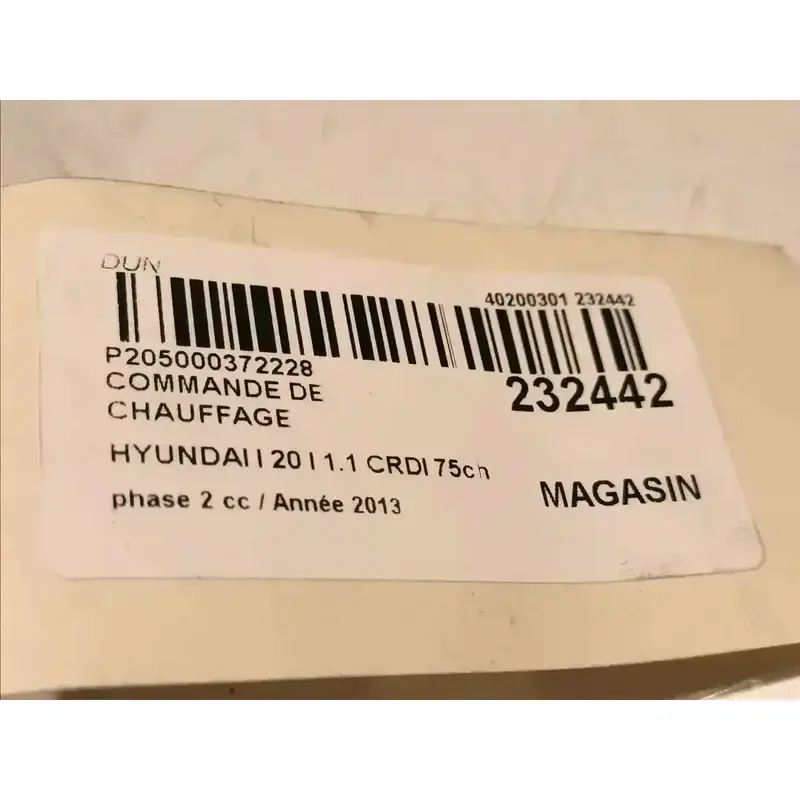 DUN
40200301 232442
P205000372228
232442
COMMANDE DE
CHAUFFAGE
HYUNDAI I 20 I 1.1 CRDI 75ch
phase 2 cc / Année 2013
MAGASIN